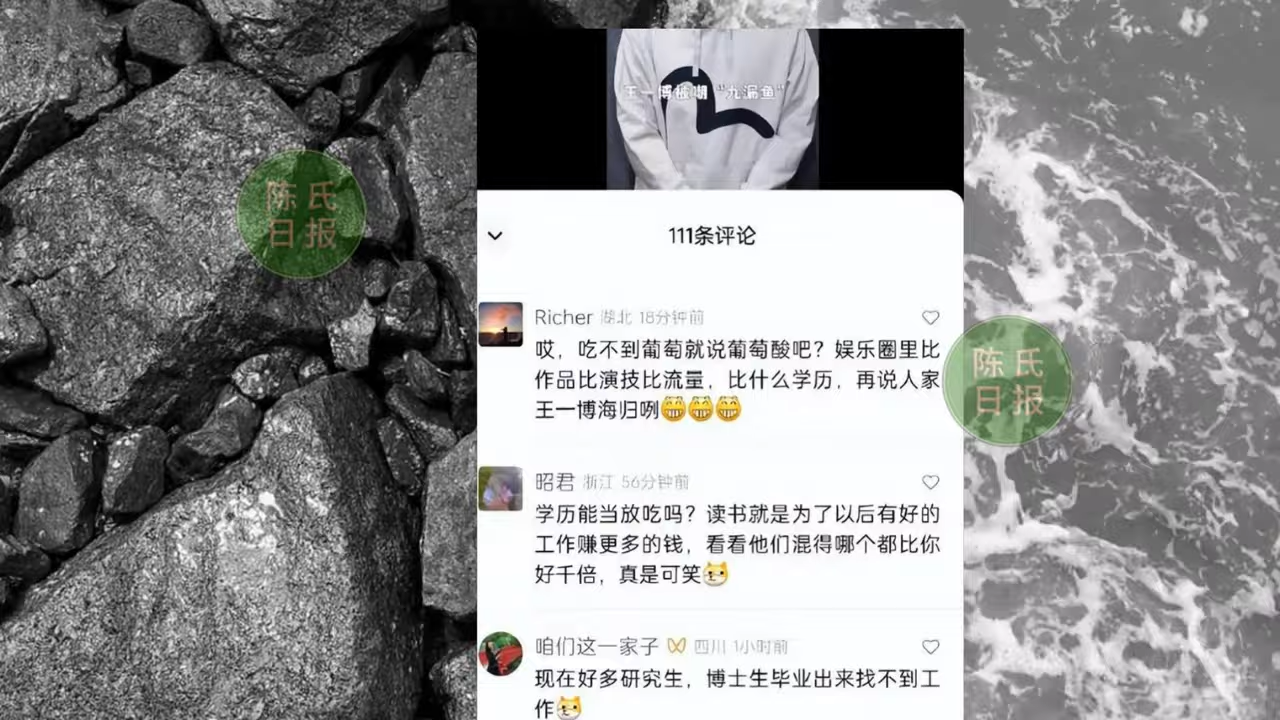 王一博被嘲“九漏鱼”
陈氏
日报
111条评论
Richer 湖北 18分钟前
哎，吃不到葡萄就说葡萄酸吧？娱乐圈里比
作品比演技比流量，比什么学历，再说人家
王一博海归咧😁😁😁
陈氏
日报
昭君 浙江 56分钟前
学历能当放吃吗？读书就是为了以后有好的
工作赚更多的钱，看看他们混得哪个都比你
好千倍，真是可笑
咱们这一家子 四川 1小时前
现在好多研究生，博士生毕业出来找不到工
作